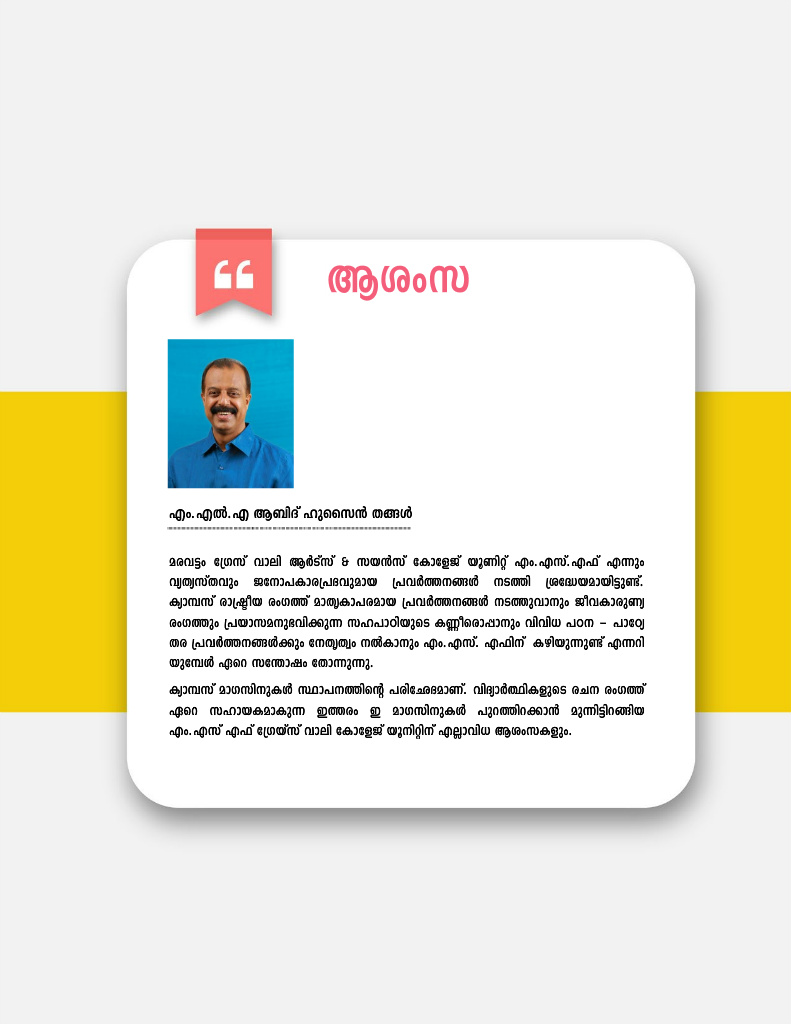 ആശംസ
എം.എൽ.എ ആബിദ് ഹുസൈൻ തങ്ങൾ
മരവട്ടം ഗ്രേസ് വാലി ആർട്സ് & സയൻസ് കോളേജ് യൂണിറ്റ് എം.എസ്.എഫ് എന്നും
വ്യത്യസ്തവും ജനോപകാരപ്രദവുമായ പ്രവർത്തനങ്ങൾ നടത്തി ശ്രദ്ധേയമായിട്ടുണ്ട്.
ക്യാമ്പസ് രാഷ്ട്രീയ രംഗത്ത് മാതൃകാപരമായ പ്രവർത്തനങ്ങൾ നടത്തുവാനും ജീവകാരുണ്യ
രംഗത്തും പ്രയാസമനുഭവിക്കുന്ന സഹപാഠിയുടെ കണ്ണീരൊപ്പാനും വിവിധ പഠന – പാഠ്യേ
തര പ്രവർത്തനങ്ങൾക്കും നേതൃത്വം നൽകാനും എം.എസ്. എഫിന് കഴിയുന്നുണ്ട് എന്നറി
യുമ്പോൾ ഏറെ സന്തോഷം തോന്നുന്നു.
ക്യാമ്പസ് മാഗസിനുകൾ സ്ഥാപനത്തിന്റെ പരിഛേദമാണ്. വിദ്യാർത്ഥികളുടെ രചന രംഗത്ത്
ഏറെ സഹായകമാകുന്ന ഇത്തരം ഇ മാഗസിനുകൾ പുറത്തിറക്കാൻ മുന്നിട്ടിറങ്ങിയ
എം.എസ് എഫ് ഗ്രേയ്സ് വാലി കോളേജ് യൂനിറ്റിന് എല്ലാവിധ ആശംസകളും.